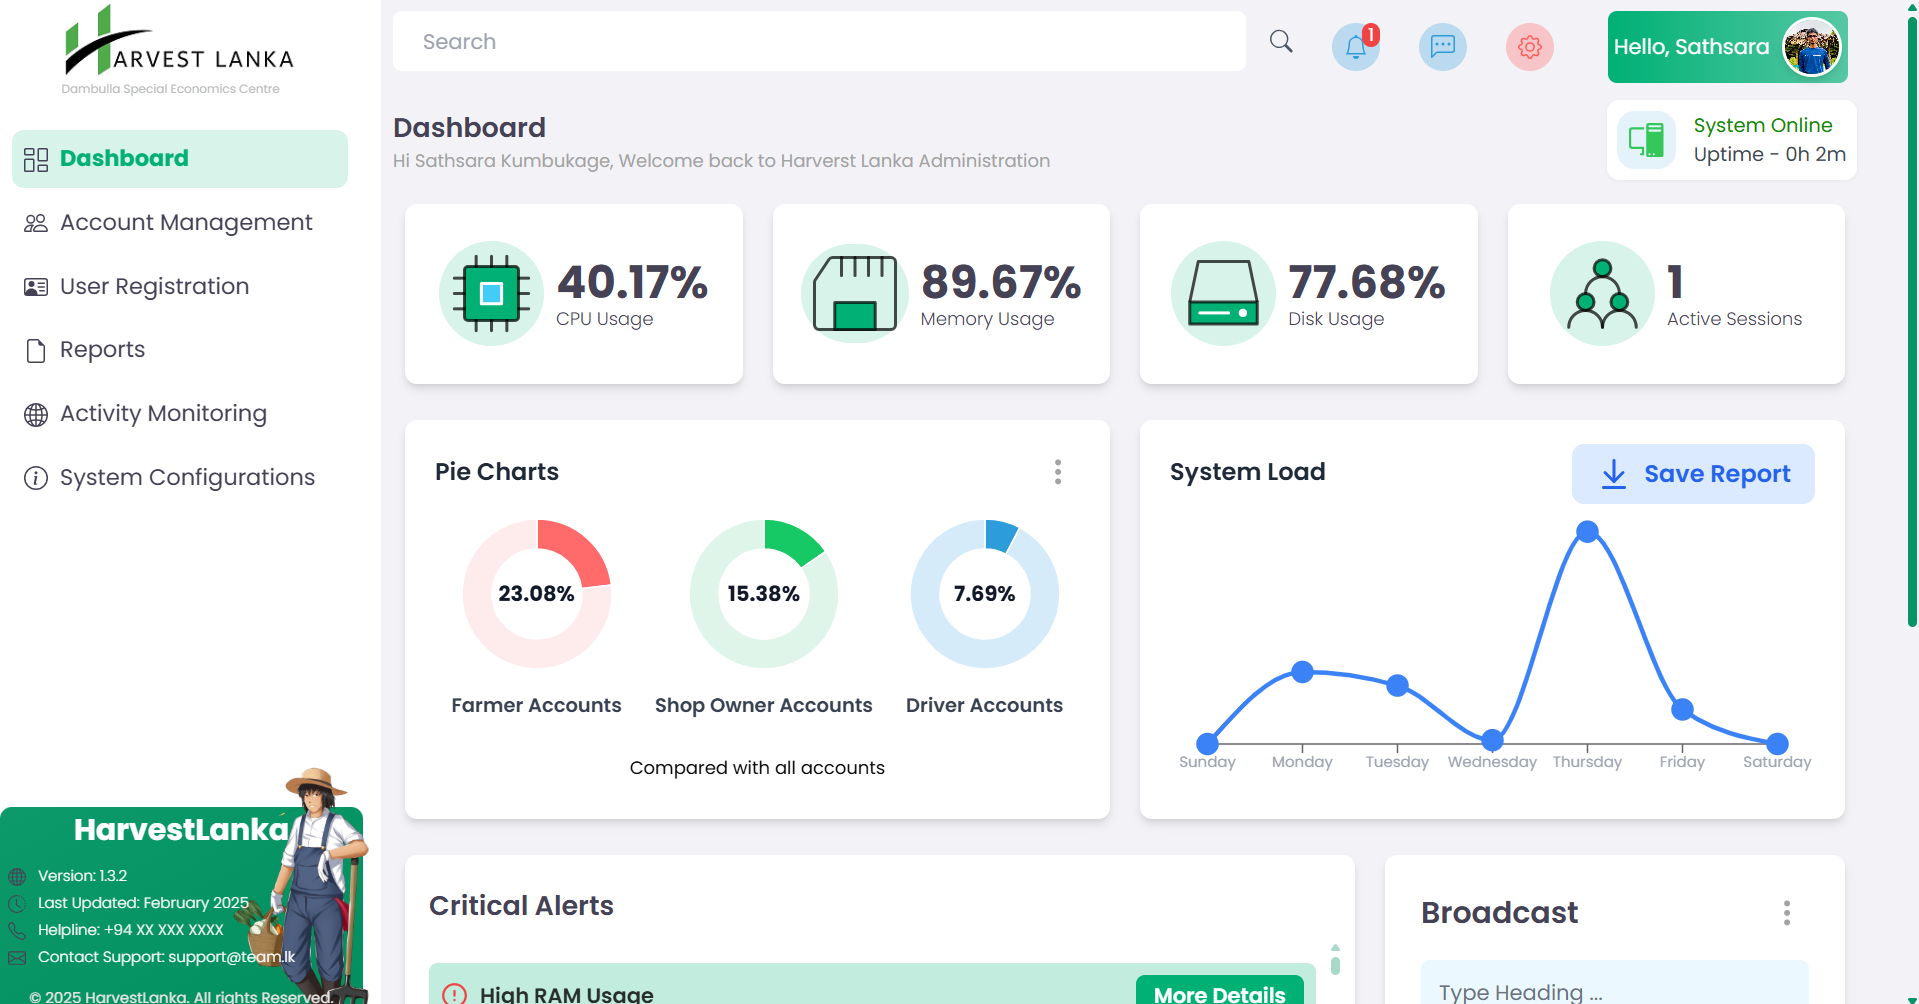 ARVEST LANKA
Dambulla Special Economics Centre
Dashboard
Account Management
User Registration
Reports
Activity Monitoring
System Configurations
HarvestLanka
Version: 1.3.2
Last Updated: February 2025
Helpline: +94 XX XXX XXXX
Contact Support: support@team.lk
© 2025 HarvestLanka. All rights Reserved.
Search
1
Hello, Sathsara
Dashboard
Hi Sathsara Kumbukage, Welcome back to Harverst Lanka Administration
System Online
Uptime - 0h 2m
40.17%
CPU Usage
89.67%
Memory Usage
77.68%
Disk Usage
1
Active Sessions
Pie Charts
23.08%
15.38%
7.69%
Farmer Accounts
Shop Owner Accounts
Driver Accounts
Compared with all accounts
System Load
Save Report
Sunday
Monday
Tuesday
Wednesday
Thursday
Friday
Saturday
Critical Alerts
High RAM Usage
More Details
Broadcast
Type Heading ...